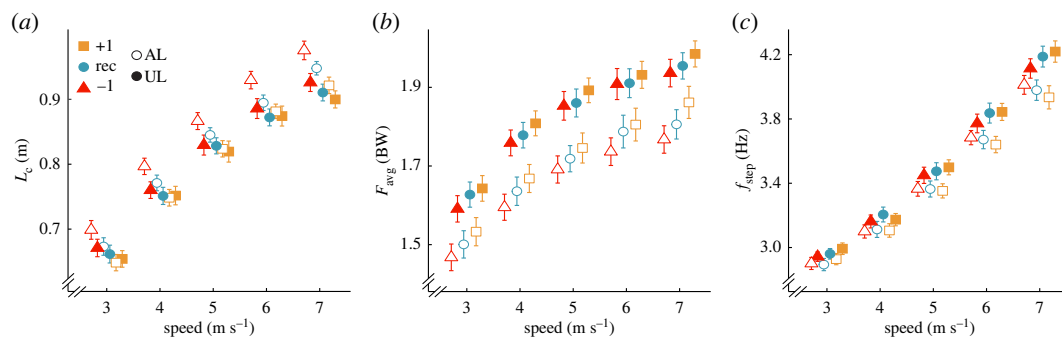 (a)
+1
rec
−1
AL
UL
L_c (m)
0.9
0.8
0.7
3 4 5 6 7
speed (m s⁻¹)
(b)
F_avg (BW)
1.9
1.7
1.5
3 4 5 6 7
speed (m s⁻¹)
(c)
f_step (Hz)
4.2
3.8
3.4
3.0
3 4 5 6 7
speed (m s⁻¹)